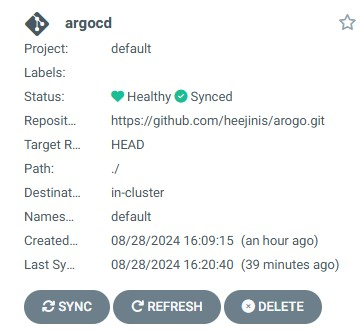 argocd
Project: default
Labels:
Status: Healthy Synced
Reposit... https://github.com/heejinis/arogo.git
Target R... HEAD
Path: ./
Destinat... in-cluster
Names... default
Created... 08/28/2024 16:09:15 (an hour ago)
Last Sy... 08/28/2024 16:20:40 (39 minutes ago)
SYNC REFRESH DELETE